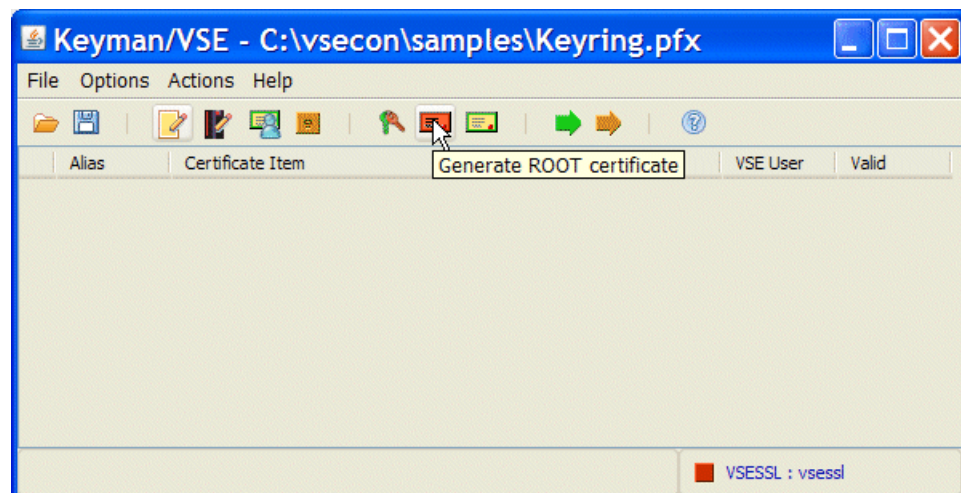 Keyman/VSE - C:\vsecon\samples\Keyring.pfx
File Options Actions Help
Alias Certificate Item VSE User Valid
Generate ROOT certificate
VSESSL : vsessl